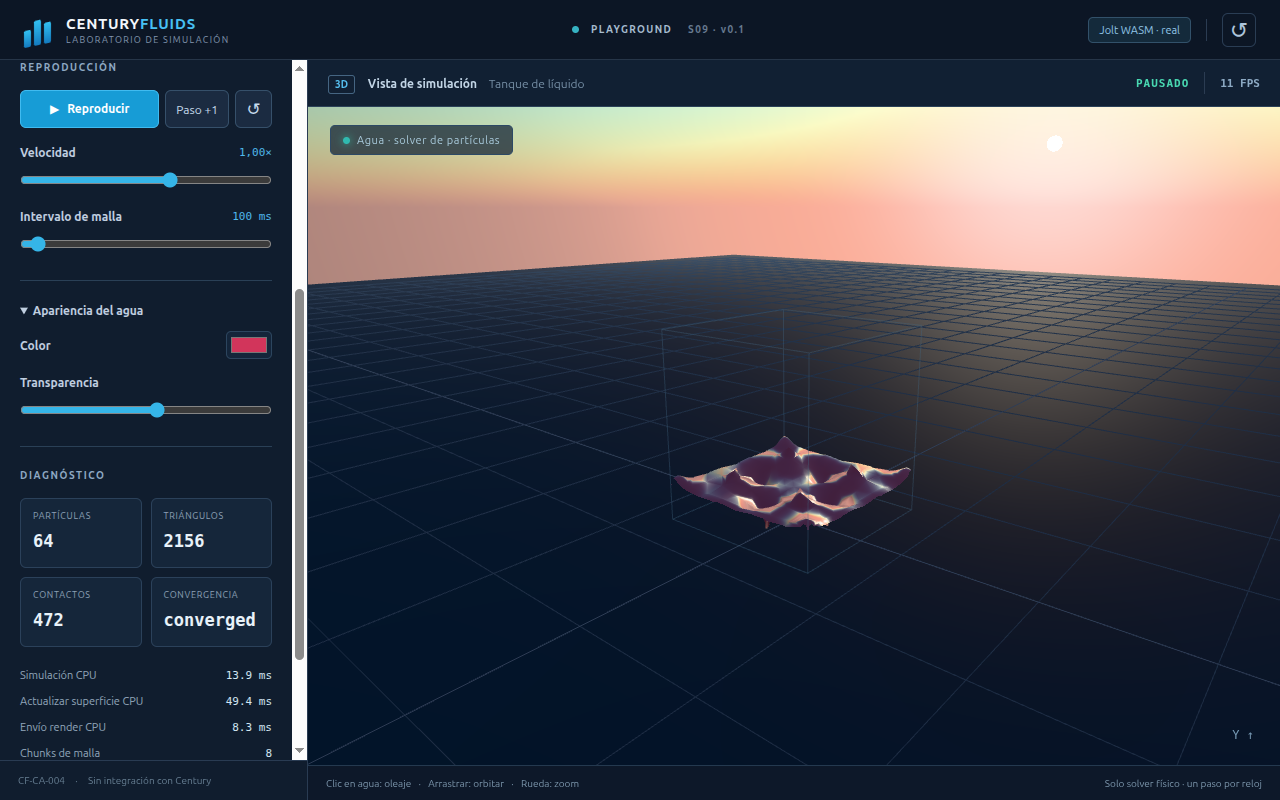 CENTURYFLUIDS
LABORATORIO DE SIMULACIÓN
PLAYGROUND S09 · v0.1
Jolt WASM · real
↺
REPRODUCCIÓN
▶ Reproducir
Paso +1
↺
Velocidad 1,00×
Intervalo de malla 100 ms
▼ Apariencia del agua
Color
Transparencia
DIAGNÓSTICO
PARTÍCULAS
64
TRIÁNGULOS
2156
CONTACTOS
472
CONVERGENCIA
converged
Simulación CPU 13.9 ms
Actualizar superficie CPU 49.4 ms
Envío render CPU 8.3 ms
Chunks de malla 8
CF-CA-004 · Sin integración con Century
3D Vista de simulación Tanque de líquido
PAUSADO 11 FPS
Agua · solver de partículas
Y ↑
Clic en agua: oleaje · Arrastrar: orbitar · Rueda: zoom
Solo solver físico · un paso por reloj